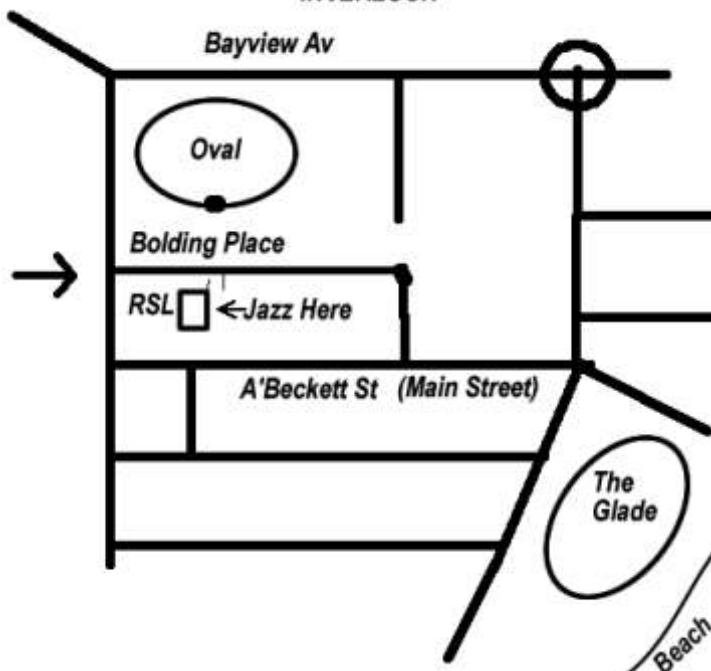 Bayview Av
Oval
Bolding Place
RSL
Jazz Here
A'Beckett St (Main Street)
The
Glade
Beach